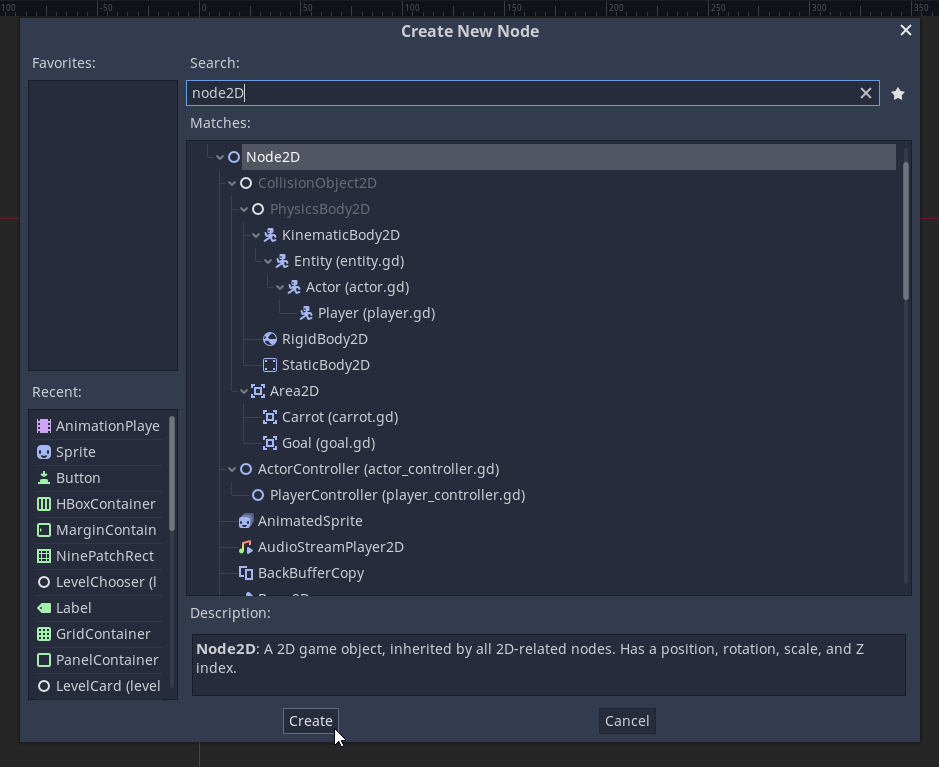 100 -50 0 50 100 150 200 250 300 350
Create New Node
Favorites:
Search:
node2D
Matches:
Node2D
CollisionObject2D
PhysicsBody2D
KinematicBody2D
Entity (entity.gd)
Actor (actor.gd)
Player (player.gd)
RigidBody2D
StaticBody2D
Area2D
Carrot (carrot.gd)
Goal (goal.gd)
ActorController (actor_controller.gd)
PlayerController (player_controller.gd)
AnimatedSprite
AudioStreamPlayer2D
BackBufferCopy
Recent:
AnimationPlaye
Sprite
Button
HBoxContainer
MarginContain
NinePatchRect
LevelChooser (l
Label
GridContainer
PanelContainer
LevelCard (level
Description:
Node2D: A 2D game object, inherited by all 2D-related nodes. Has a position, rotation, scale, and Z
index.
Create
Cancel